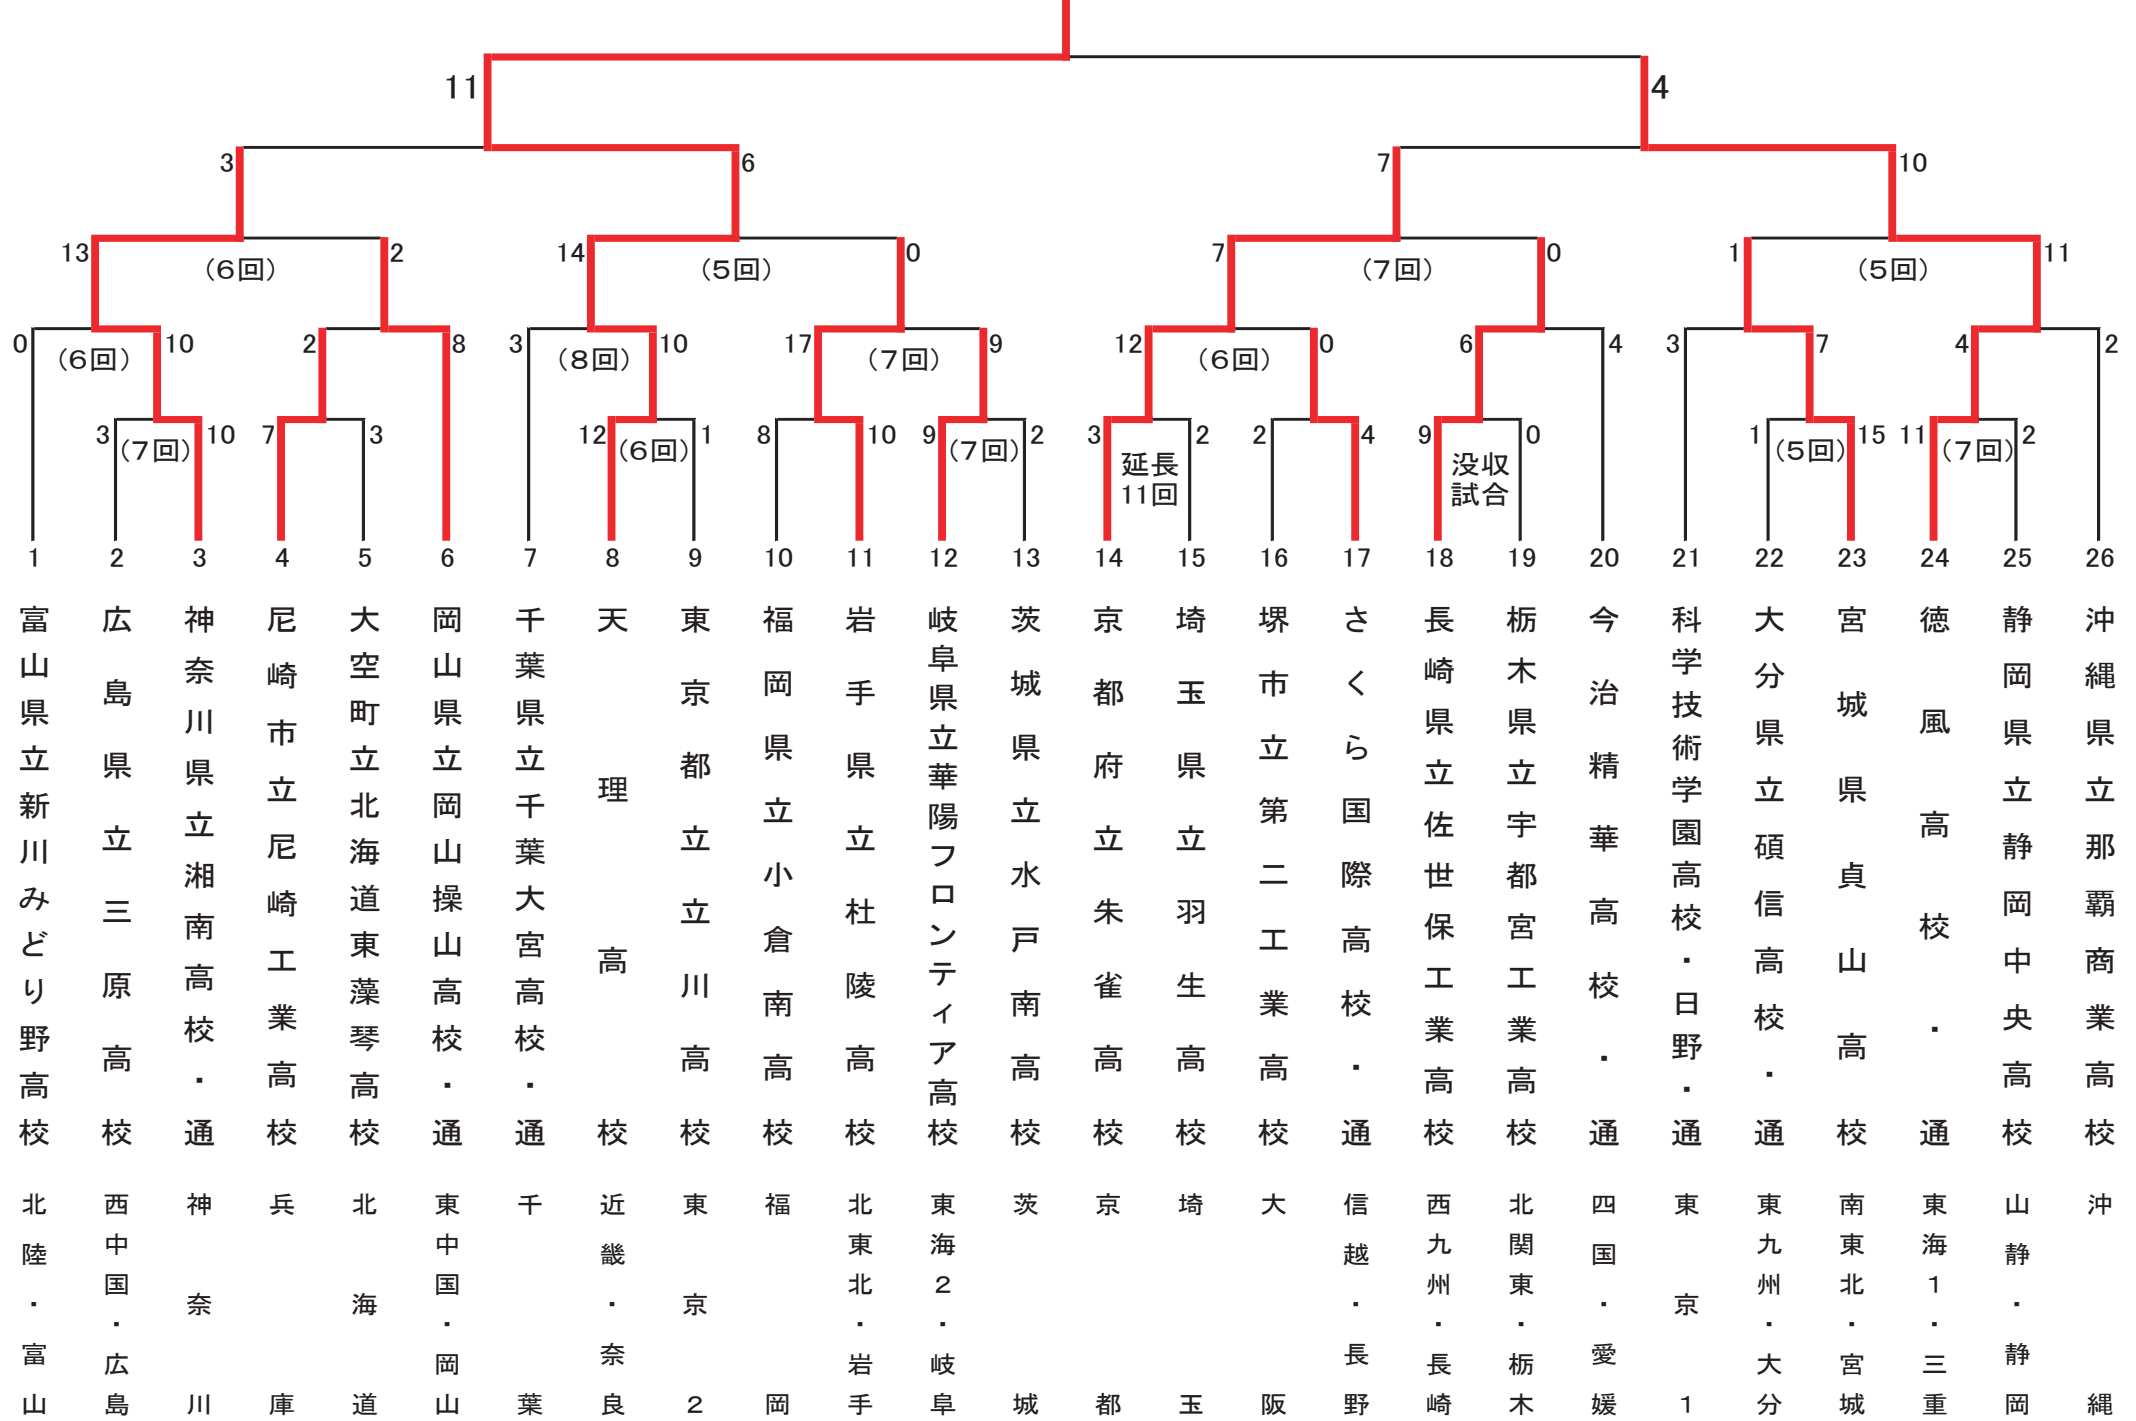 11 4
3 6 7 10
13 (6回) 2 14 (5回) 0 7 (7回) 0 1 (5回) 11
0 (6回) 10 2 8 3 (8回) 10 17 (7回) 9 12 (6回) 0 6 4 3 7 4 2
3 (7回) 10 7 3 12 (6回) 1 8 10 9 (7回) 2 3 延長 11回 2 2 4 9 没収 試合 0 1 (5回) 15 11 (7回) 2
1 2 3 4 5 6 7 8 9 10 11 12 13 14 15 16 17 18 19 20 21 22 23 24 25 26
富山県立新川みどり野高校
広島県立三原高校
神奈川県立湘南高校・通
尼崎市立尼崎工業高校
大空町立北海道東藻琴高校
岡山県立岡山操山高校・通
千葉県立千葉大宮高校・通
天理高校
東京都立立川高校
福岡県立小倉南高校
岩手県立杜陵高校
岐阜県立華陽フロンティア高校
茨城県立水戸南高校
京都府立朱雀高校
埼玉県立羽生高校
堺市立第二工業高校
さくら国際高校・通
長崎県立佐世保工業高校
栃木県立宇都宮工業高校
今治精華高校・通
科学技術学園高校・日野・通
大分県立碩信高校・通
宮城県貞山高校
徳風高校・通
静岡県立静岡中央高校
沖縄県立那覇商業高校
北陸・富山
西中国・広島
神奈川
兵庫
北海道
東中国・岡山
千葉
近畿・奈良
東京2
福岡
北東北・岩手
東海2・岐阜
茨城
京都
埼玉
大阪
信越・長野
西九州・長崎
北関東・栃木
四国・愛媛
東京1
東九州・大分
南東北・宮城
東海1・三重
山静・静岡
沖縄